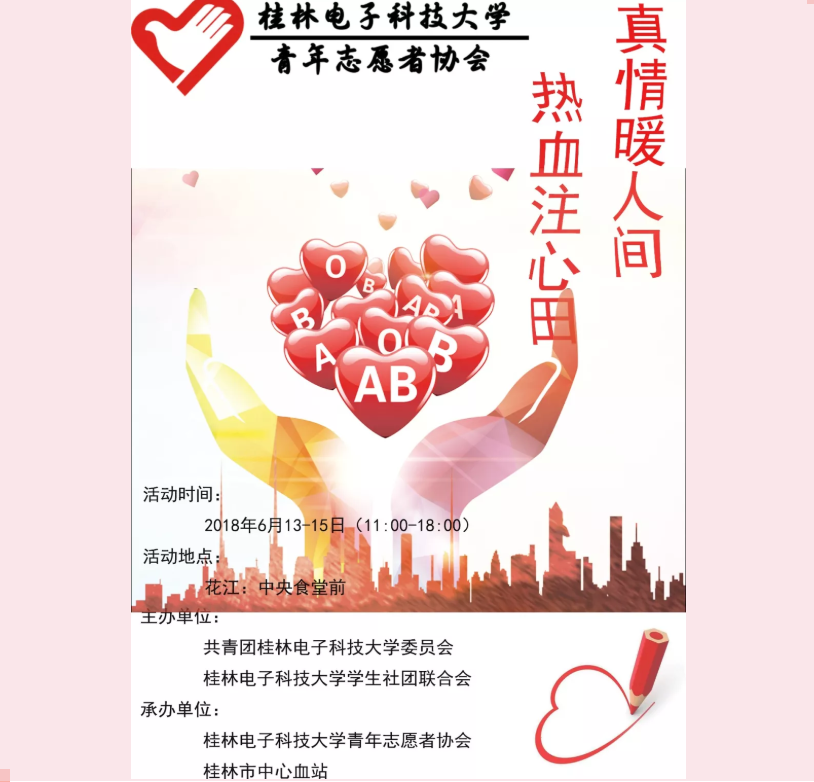 桂林电子科技大学
青年志愿者协会
真情暖人间
热血注心田
O
B
B
AB
A
A
O
B
AB
活动时间：
2018年6月13-15日（11:00-18:00）
活动地点：
花江：中央食堂前
主办单位：
共青团桂林电子科技大学委员会
桂林电子科技大学学生社团联合会
承办单位：
桂林电子科技大学青年志愿者协会
桂林市中心血站